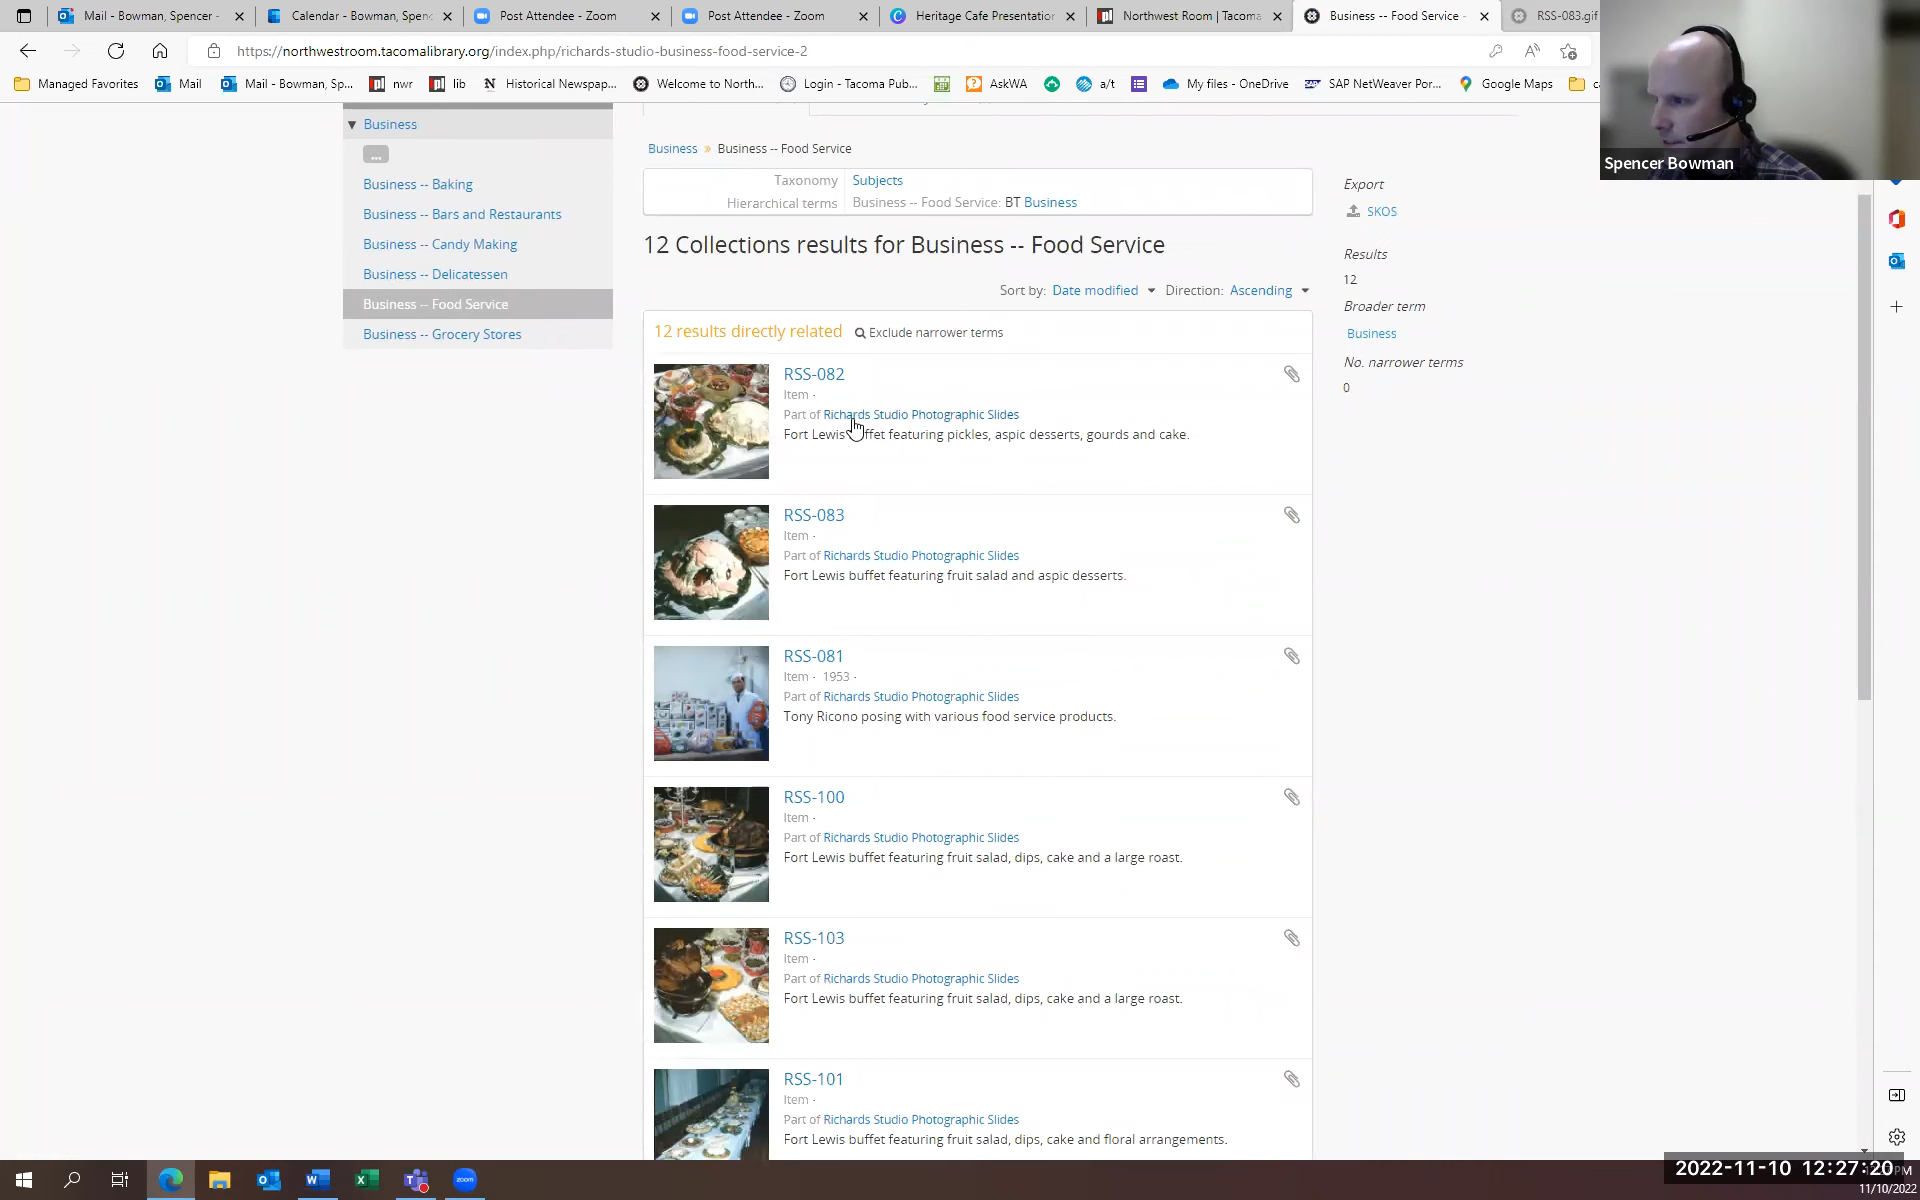 Mail - Bowman, Spencer -
Calendar - Bowman, Spenc
Post Attendee - Zoom
Post Attendee - Zoom
Heritage Cafe Presentation
Northwest Room | Tacoma
Business -- Food Service -
RSS-083.gif
https://northwestroom.tacomalibrary.org/index.php/richards-studio-business-food-service-2
Managed Favorites
Mail
Mail - Bowman, Sp...
nwr
lib
Historical Newspap...
Welcome to North...
Login - Tacoma Pub...
AskWA
a/t
My files - OneDrive
SAP NetWeaver Por...
Google Maps
Spencer Bowman
Business
...
Business -- Baking
Business -- Bars and Restaurants
Business -- Candy Making
Business -- Delicatessen
Business -- Food Service
Business -- Grocery Stores
Business » Business -- Food Service
Taxonomy Subjects
Hierarchical terms Business -- Food Service: BT Business
12 Collections results for Business -- Food Service
Sort by: Date modified Direction: Ascending
12 results directly related Exclude narrower terms
RSS-082
Item ·
Part of Richards Studio Photographic Slides
Fort Lewis buffet featuring pickles, aspic desserts, gourds and cake.
RSS-083
Item ·
Part of Richards Studio Photographic Slides
Fort Lewis buffet featuring fruit salad and aspic desserts.
RSS-081
Item · 1953 ·
Part of Richards Studio Photographic Slides
Tony Ricono posing with various food service products.
RSS-100
Item ·
Part of Richards Studio Photographic Slides
Fort Lewis buffet featuring fruit salad, dips, cake and a large roast.
RSS-103
Item ·
Part of Richards Studio Photographic Slides
Fort Lewis buffet featuring fruit salad, dips, cake and a large roast.
RSS-101
Item ·
Part of Richards Studio Photographic Slides
Fort Lewis buffet featuring fruit salad, dips, cake and floral arrangements.
Export
SKOS
Results
12
Broader term
Business
No. narrower terms
0
zoom
2022-11-10 12:27:20
PM
11/10/2022